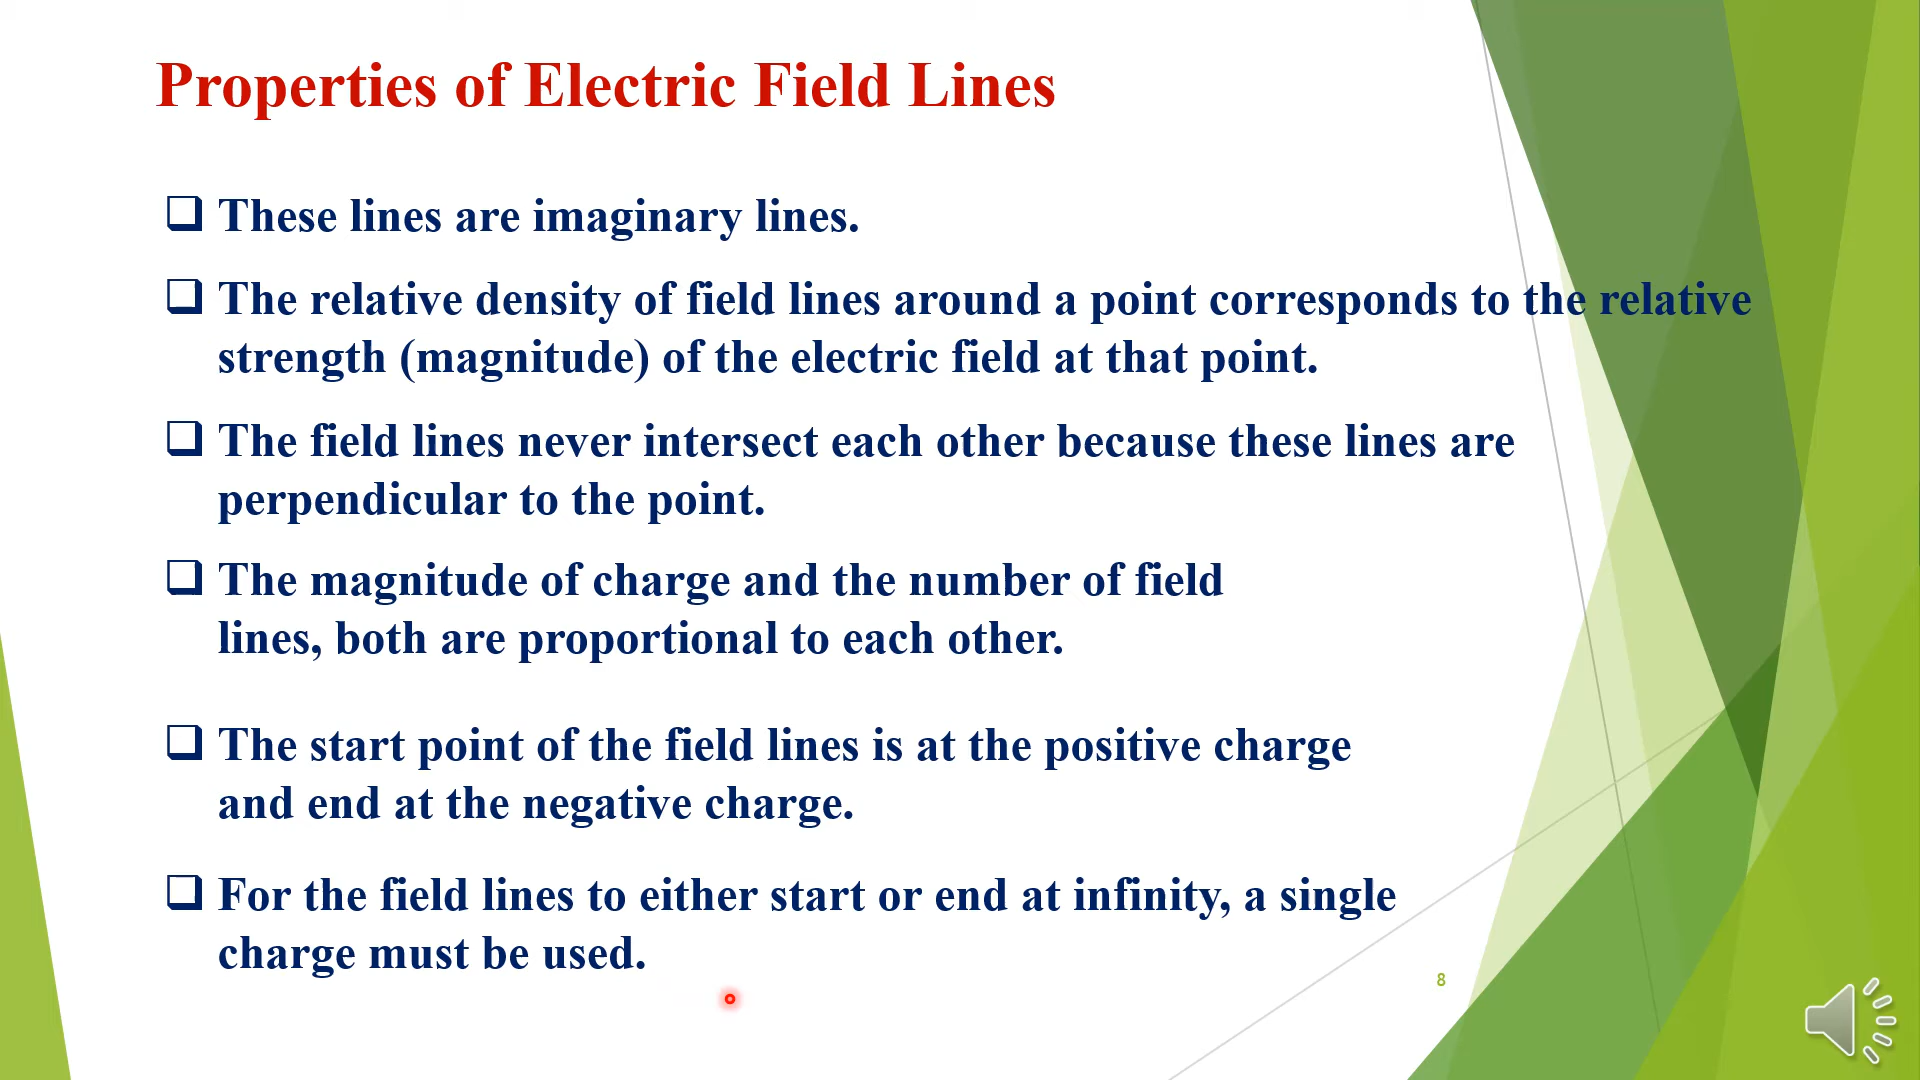 Properties of Electric Field Lines
These lines are imaginary lines.
The relative density of field lines around a point corresponds to the relative
strength (magnitude) of the electric field at that point.
The field lines never intersect each other because these lines are
perpendicular to the point.
The magnitude of charge and the number of field
lines, both are proportional to each other.
The start point of the field lines is at the positive charge
and end at the negative charge.
For the field lines to either start or end at infinity, a single
charge must be used.
8